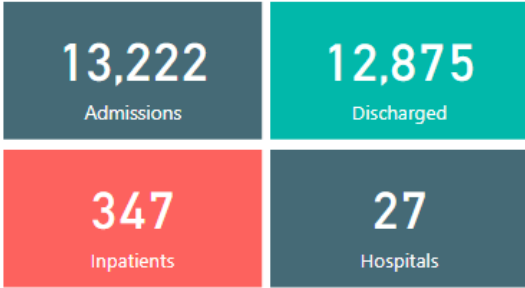 13,222
Admissions
12,875
Discharged
347
Inpatients
27
Hospitals